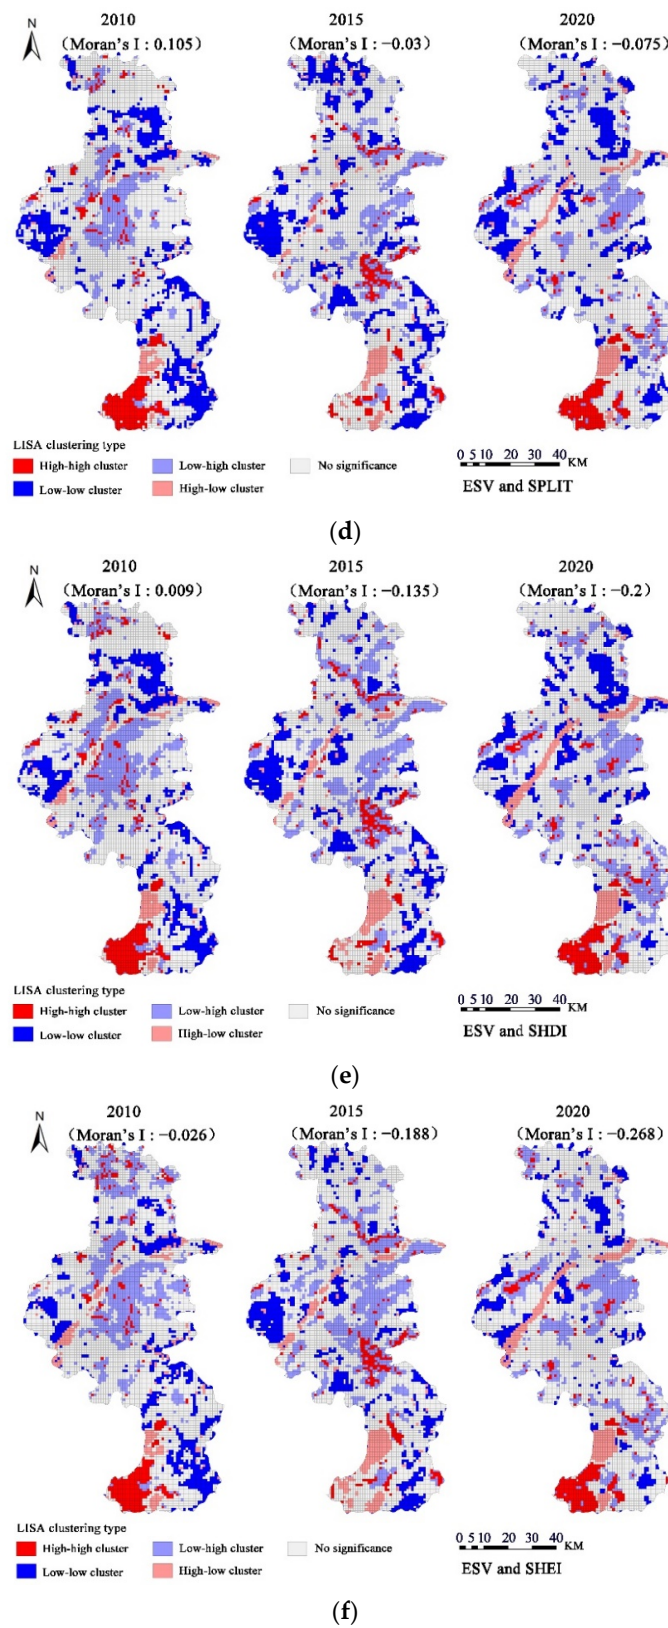 N
2010 2015 2020
（Moran's I : 0.105） （Moran's I : −0.03） （Moran's I : −0.075）
LISA clustering type
High-high cluster Low-high cluster No significance 0 5 10 20 30 40 KM
Low-low cluster High-low cluster ESV and SPLIT
(d)
N
2010 2015 2020
（Moran's I : 0.009） （Moran's I : −0.135） （Moran's I : −0.2）
LISA clustering type
High-high cluster Low-high cluster No significance 0 5 10 20 30 40 KM
Low-low cluster High-low cluster ESV and SHDI
(e)
N
2010 2015 2020
（Moran's I : −0.026） （Moran's I : −0.188） （Moran's I : −0.268）
LISA clustering type
High-high cluster Low-high cluster No significance 0 5 10 20 30 40 KM
Low-low cluster High-low cluster ESV and SHEI
(f)